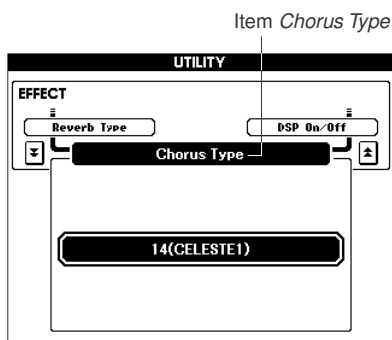 Item Chorus Type
UTILITY
EFFECT
Reverb Type
DSP On/Off
Chorus Type
14(CELESTE1)